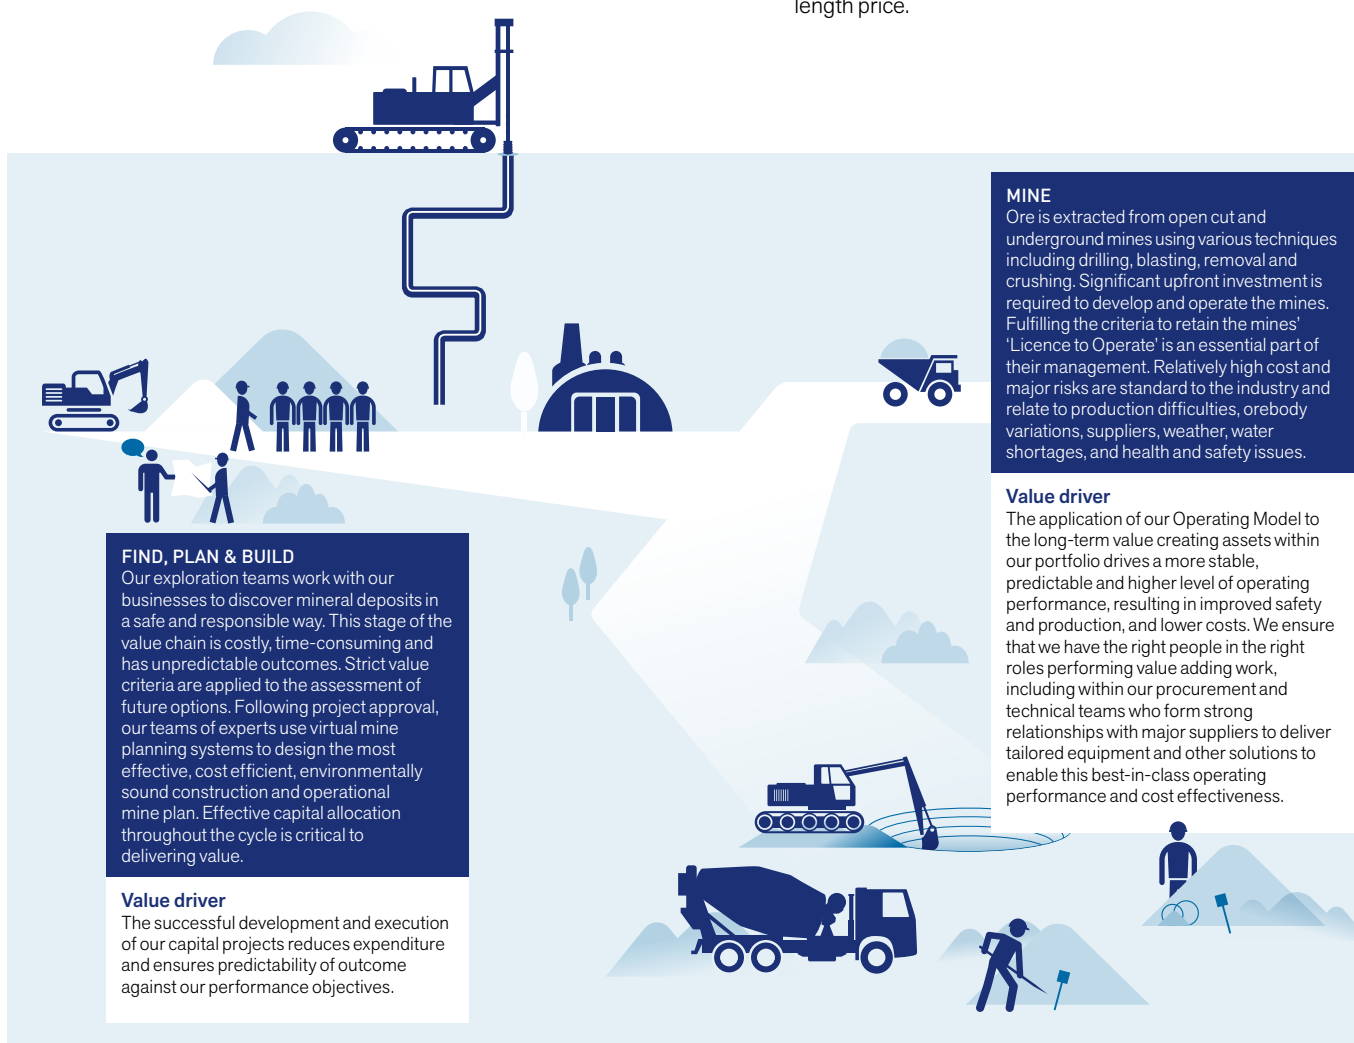 length price.
MINE
Ore is extracted from open cut and
underground mines using various techniques
including drilling, blasting, removal and
crushing. Significant upfront investment is
required to develop and operate the mines.
Fulfilling the criteria to retain the mines’
‘Licence to Operate’ is an essential part of
their management. Relatively high cost and
major risks are standard to the industry and
relate to production difficulties, orebody
variations, suppliers, weather, water
shortages, and health and safety issues.
Value driver
The application of our Operating Model to
the long-term value creating assets within
our portfolio drives a more stable,
predictable and higher level of operating
performance, resulting in improved safety
and production, and lower costs. We ensure
that we have the right people in the right
roles performing value adding work,
including within our procurement and
technical teams who form strong
relationships with major suppliers to deliver
tailored equipment and other solutions to
enable this best-in-class operating
performance and cost effectiveness.
FIND, PLAN & BUILD
Our exploration teams work with our
businesses to discover mineral deposits in
a safe and responsible way. This stage of the
value chain is costly, time-consuming and
has unpredictable outcomes. Strict value
criteria are applied to the assessment of
future options. Following project approval,
our teams of experts use virtual mine
planning systems to design the most
effective, cost efficient, environmentally
sound construction and operational
mine plan. Effective capital allocation
throughout the cycle is critical to
delivering value.
Value driver
The successful development and execution
of our capital projects reduces expenditure
and ensures predictability of outcome
against our performance objectives.